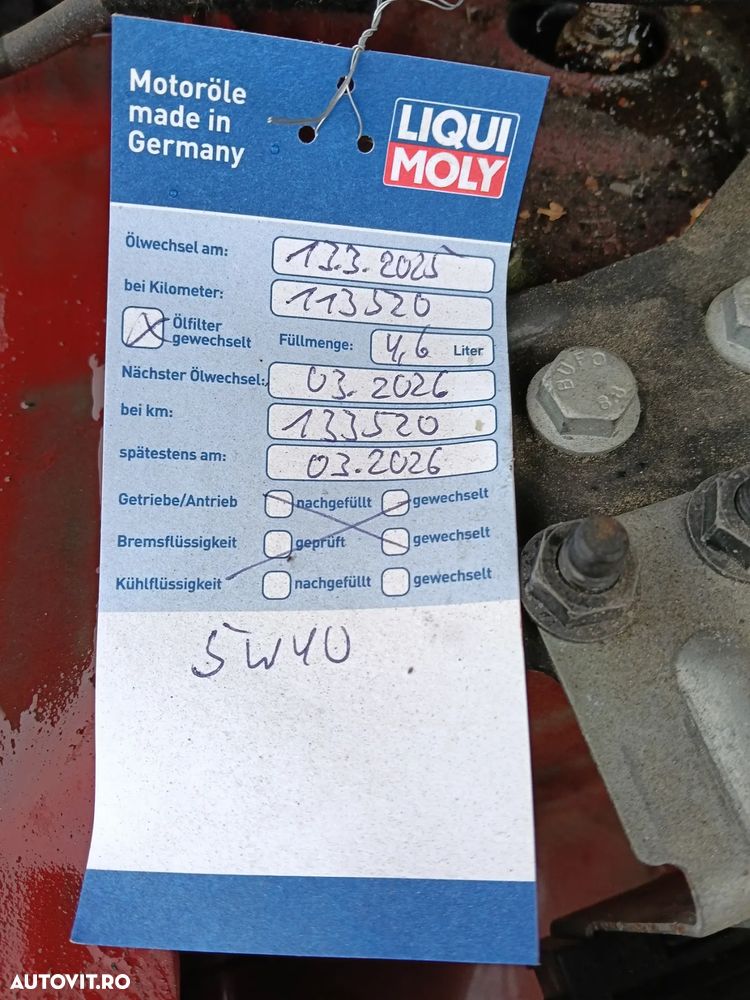 Motoröle
made in
Germany
LIQUI
MOLY
Ölwechsel am: 13.3.2025
bei Kilometer: 113520
Ölfilter
gewechselt
Füllmenge: 4,6 Liter
Nächster Ölwechsel: 03.2026
bei km: 133520
spätestens am: 03.2026
Getriebe/Antrieb nachgefüllt gewechselt
Bremsflüssigkeit geprüft gewechselt
Kühlflüssigkeit nachgefüllt gewechselt
5W40
BUFO
AUTOVIT.RO